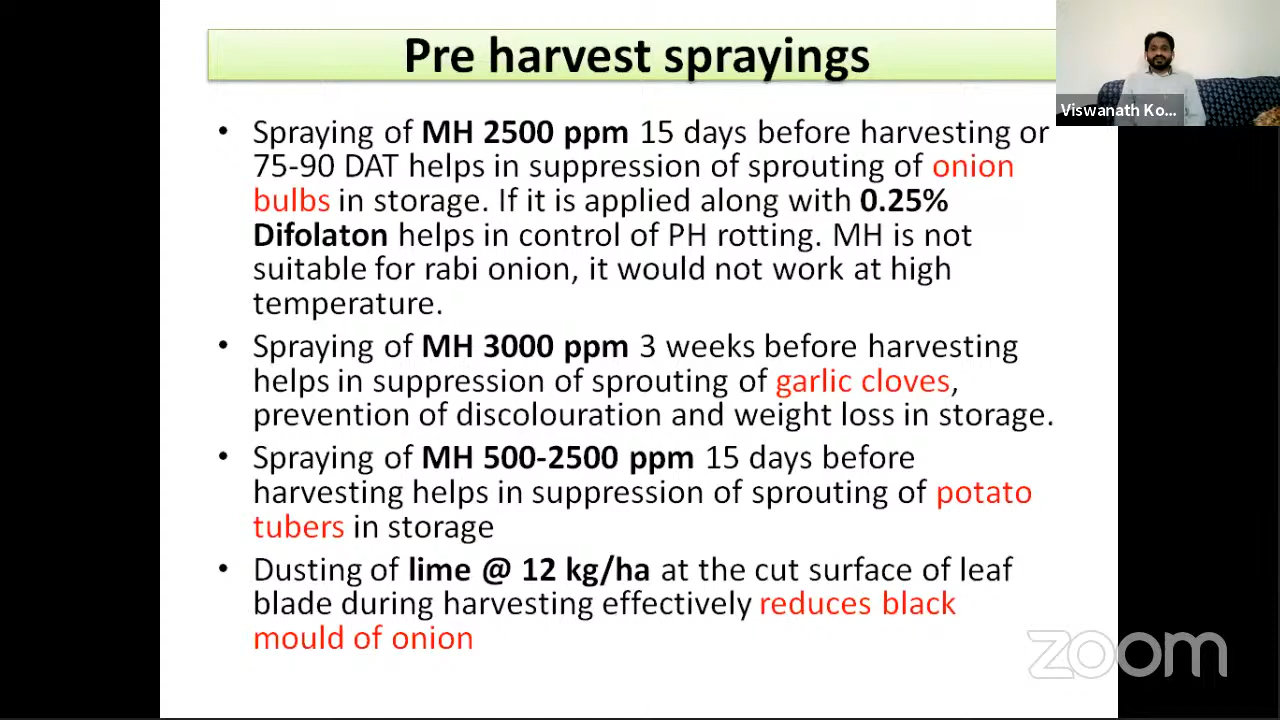 Pre harvest sprayings
Viswanath Ko...
• Spraying of MH 2500 ppm 15 days before harvesting or
75-90 DAT helps in suppression of sprouting of onion
bulbs in storage. If it is applied along with 0.25%
Difolaton helps in control of PH rotting. MH is not
suitable for rabi onion, it would not work at high
temperature.
• Spraying of MH 3000 ppm 3 weeks before harvesting
helps in suppression of sprouting of garlic cloves,
prevention of discolouration and weight loss in storage.
• Spraying of MH 500-2500 ppm 15 days before
harvesting helps in suppression of sprouting of potato
tubers in storage
• Dusting of lime @ 12 kg/ha at the cut surface of leaf
blade during harvesting effectively reduces black
mould of onion
zoom